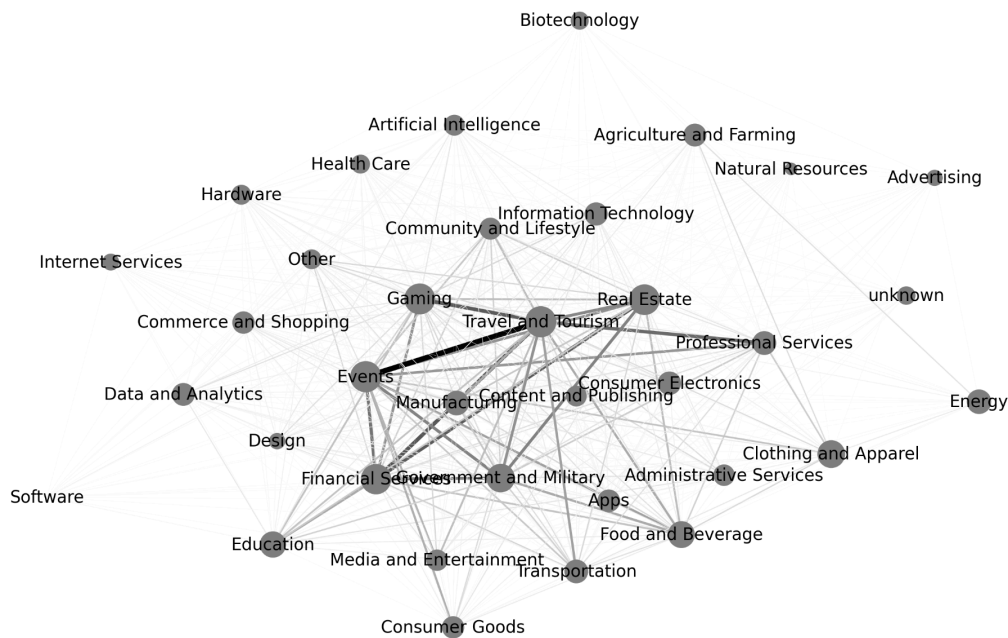 Biotechnology
Artificial Intelligence
Agriculture and Farming
Health Care
Natural Resources
Advertising
Hardware
Information Technology
Community and Lifestyle
Internet Services
Other
Gaming
Real Estate
unknown
Commerce and Shopping
Travel and Tourism
Professional Services
Events
Consumer Electronics
Data and Analytics
Manufacturing
Content and Publishing
Energy
Design
Clothing and Apparel
Financial Services
Government and Military
Administrative Services
Software
Apps
Education
Food and Beverage
Media and Entertainment
Transportation
Consumer Goods